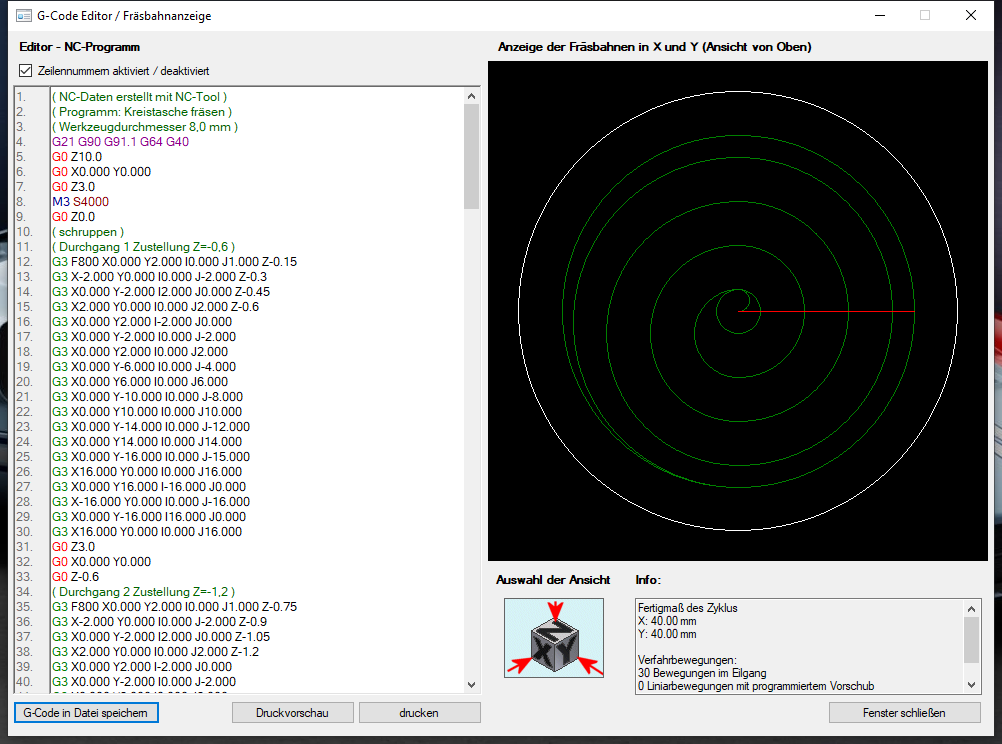 G-Code Editor / Fräsbahnanzeige
Editor - NC-Programm
Zeilennummern aktiviert / deaktiviert
1. ( NC-Daten erstellt mit NC-Tool )
2. ( Programm: Kreistasche fräsen )
3. ( Werkzeugdurchmesser 8,0 mm )
4. G21 G90 G91.1 G64 G40
5. G0 Z10.0
6. G0 X0.000 Y0.000
7. G0 Z3.0
8. M3 S4000
9. G0 Z0.0
10. ( schruppen )
11. ( Durchgang 1 Zustellung Z=-0,6 )
12. G3 F800 X0.000 Y2.000 I0.000 J1.000 Z-0.15
13. G3 X-2.000 Y0.000 I0.000 J-2.000 Z-0.3
14. G3 X0.000 Y-2.000 I2.000 J0.000 Z-0.45
15. G3 X2.000 Y0.000 I0.000 J2.000 Z-0.6
16. G3 X0.000 Y2.000 I-2.000 J0.000
17. G3 X0.000 Y-2.000 I0.000 J-2.000
18. G3 X0.000 Y2.000 I0.000 J2.000
19. G3 X0.000 Y-6.000 I0.000 J-4.000
20. G3 X0.000 Y6.000 I0.000 J6.000
21. G3 X0.000 Y-10.000 I0.000 J-8.000
22. G3 X0.000 Y10.000 I0.000 J10.000
23. G3 X0.000 Y-14.000 I0.000 J-12.000
24. G3 X0.000 Y14.000 I0.000 J14.000
25. G3 X0.000 Y-16.000 I0.000 J-15.000
26. G3 X16.000 Y0.000 I0.000 J16.000
27. G3 X0.000 Y16.000 I-16.000 J0.000
28. G3 X-16.000 Y0.000 I0.000 J-16.000
29. G3 X0.000 Y-16.000 I16.000 J0.000
30. G3 X16.000 Y0.000 I0.000 J16.000
31. G0 Z3.0
32. G0 X0.000 Y0.000
33. G0 Z-0.6
34. ( Durchgang 2 Zustellung Z=-1,2 )
35. G3 F800 X0.000 Y2.000 I0.000 J1.000 Z-0.75
36. G3 X-2.000 Y0.000 I0.000 J-2.000 Z-0.9
37. G3 X0.000 Y-2.000 I2.000 J0.000 Z-1.05
38. G3 X2.000 Y0.000 I0.000 J2.000 Z-1.2
39. G3 X0.000 Y2.000 I-2.000 J0.000
40. G3 X0.000 Y-2.000 I0.000 J-2.000
G-Code in Datei speichern
Druckvorschau
drucken
Anzeige der Fräsbahnen in X und Y (Ansicht von Oben)
Auswahl der Ansicht
Z
X Y
Info:
Fertigmaß des Zyklus
X: 40.00 mm
Y: 40.00 mm
Verfahrbewegungen:
30 Bewegungen im Eilgang
0 Liniarbewegungen mit programmiertem Vorschub
Fenster schließen